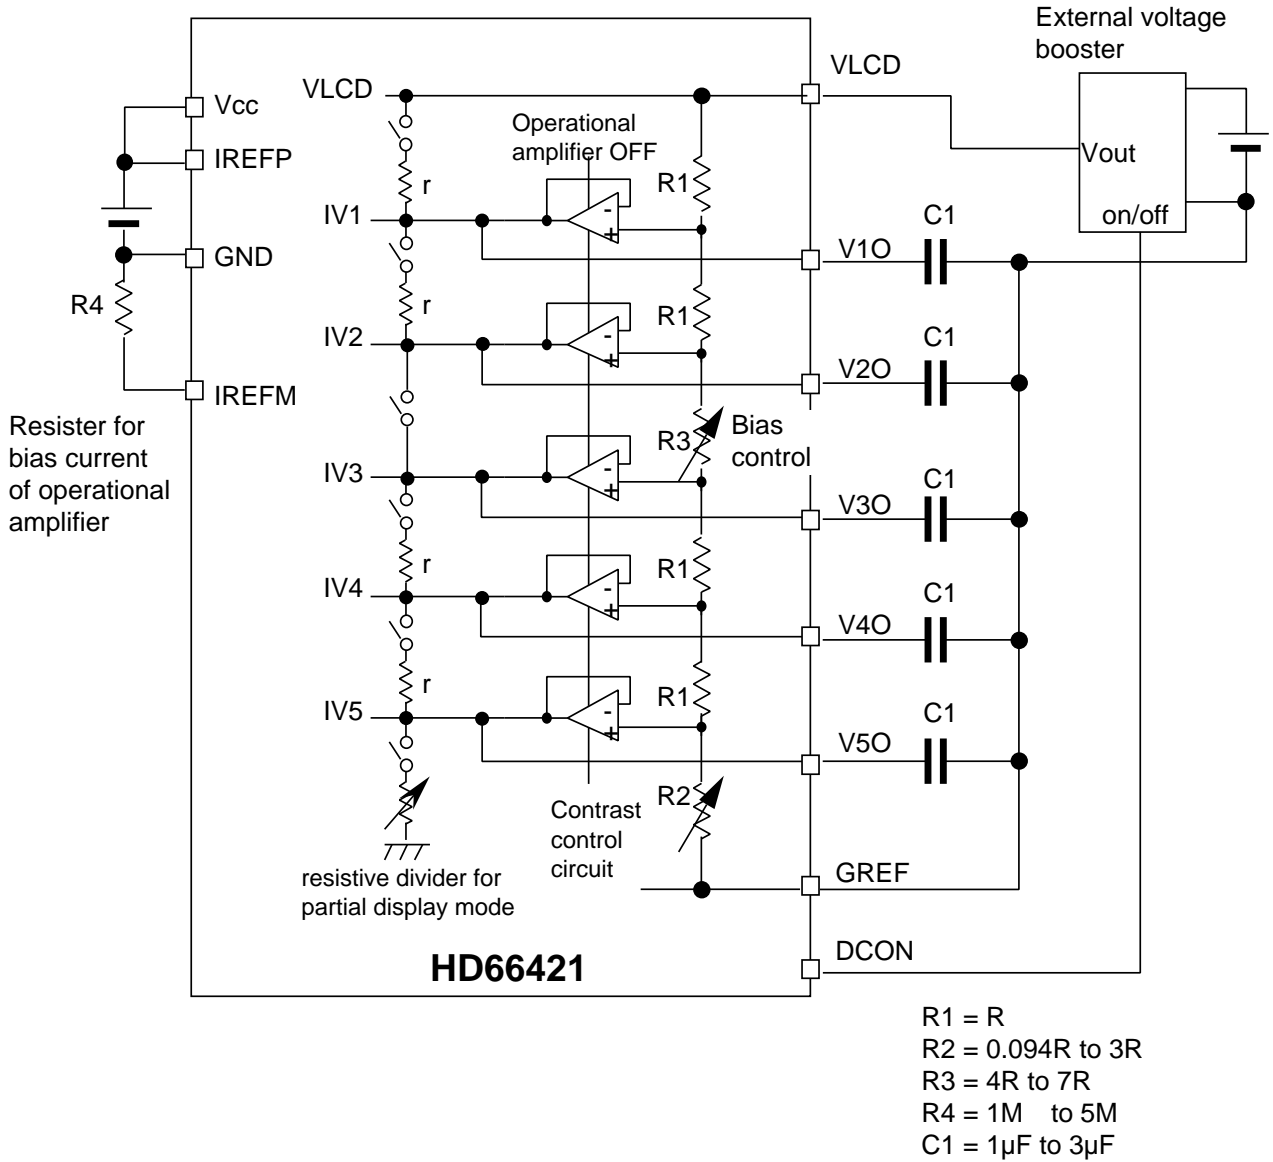 External voltage
booster
VLCD
VLCD
Vcc
Operational
amplifier OFF
IREFP
Vout
r
R1
IV1
C1
on/off
GND
V1O
R4
r
R1
IV2
C1
V2O
IREFM
Resister for
bias current
of operational
amplifier
R3
Bias
control
IV3
C1
V3O
r
R1
IV4
C1
V4O
r
R1
IV5
C1
V5O
R2
Contrast
control
circuit
resistive divider for
partial display mode
GREF
DCON
HD66421
- +
- +
- +
- +
- +
R1 = R
R2 = 0.094R to 3R
R3 = 4R to 7R
R4 = 1M to 5M
C1 = 1µF to 3µF